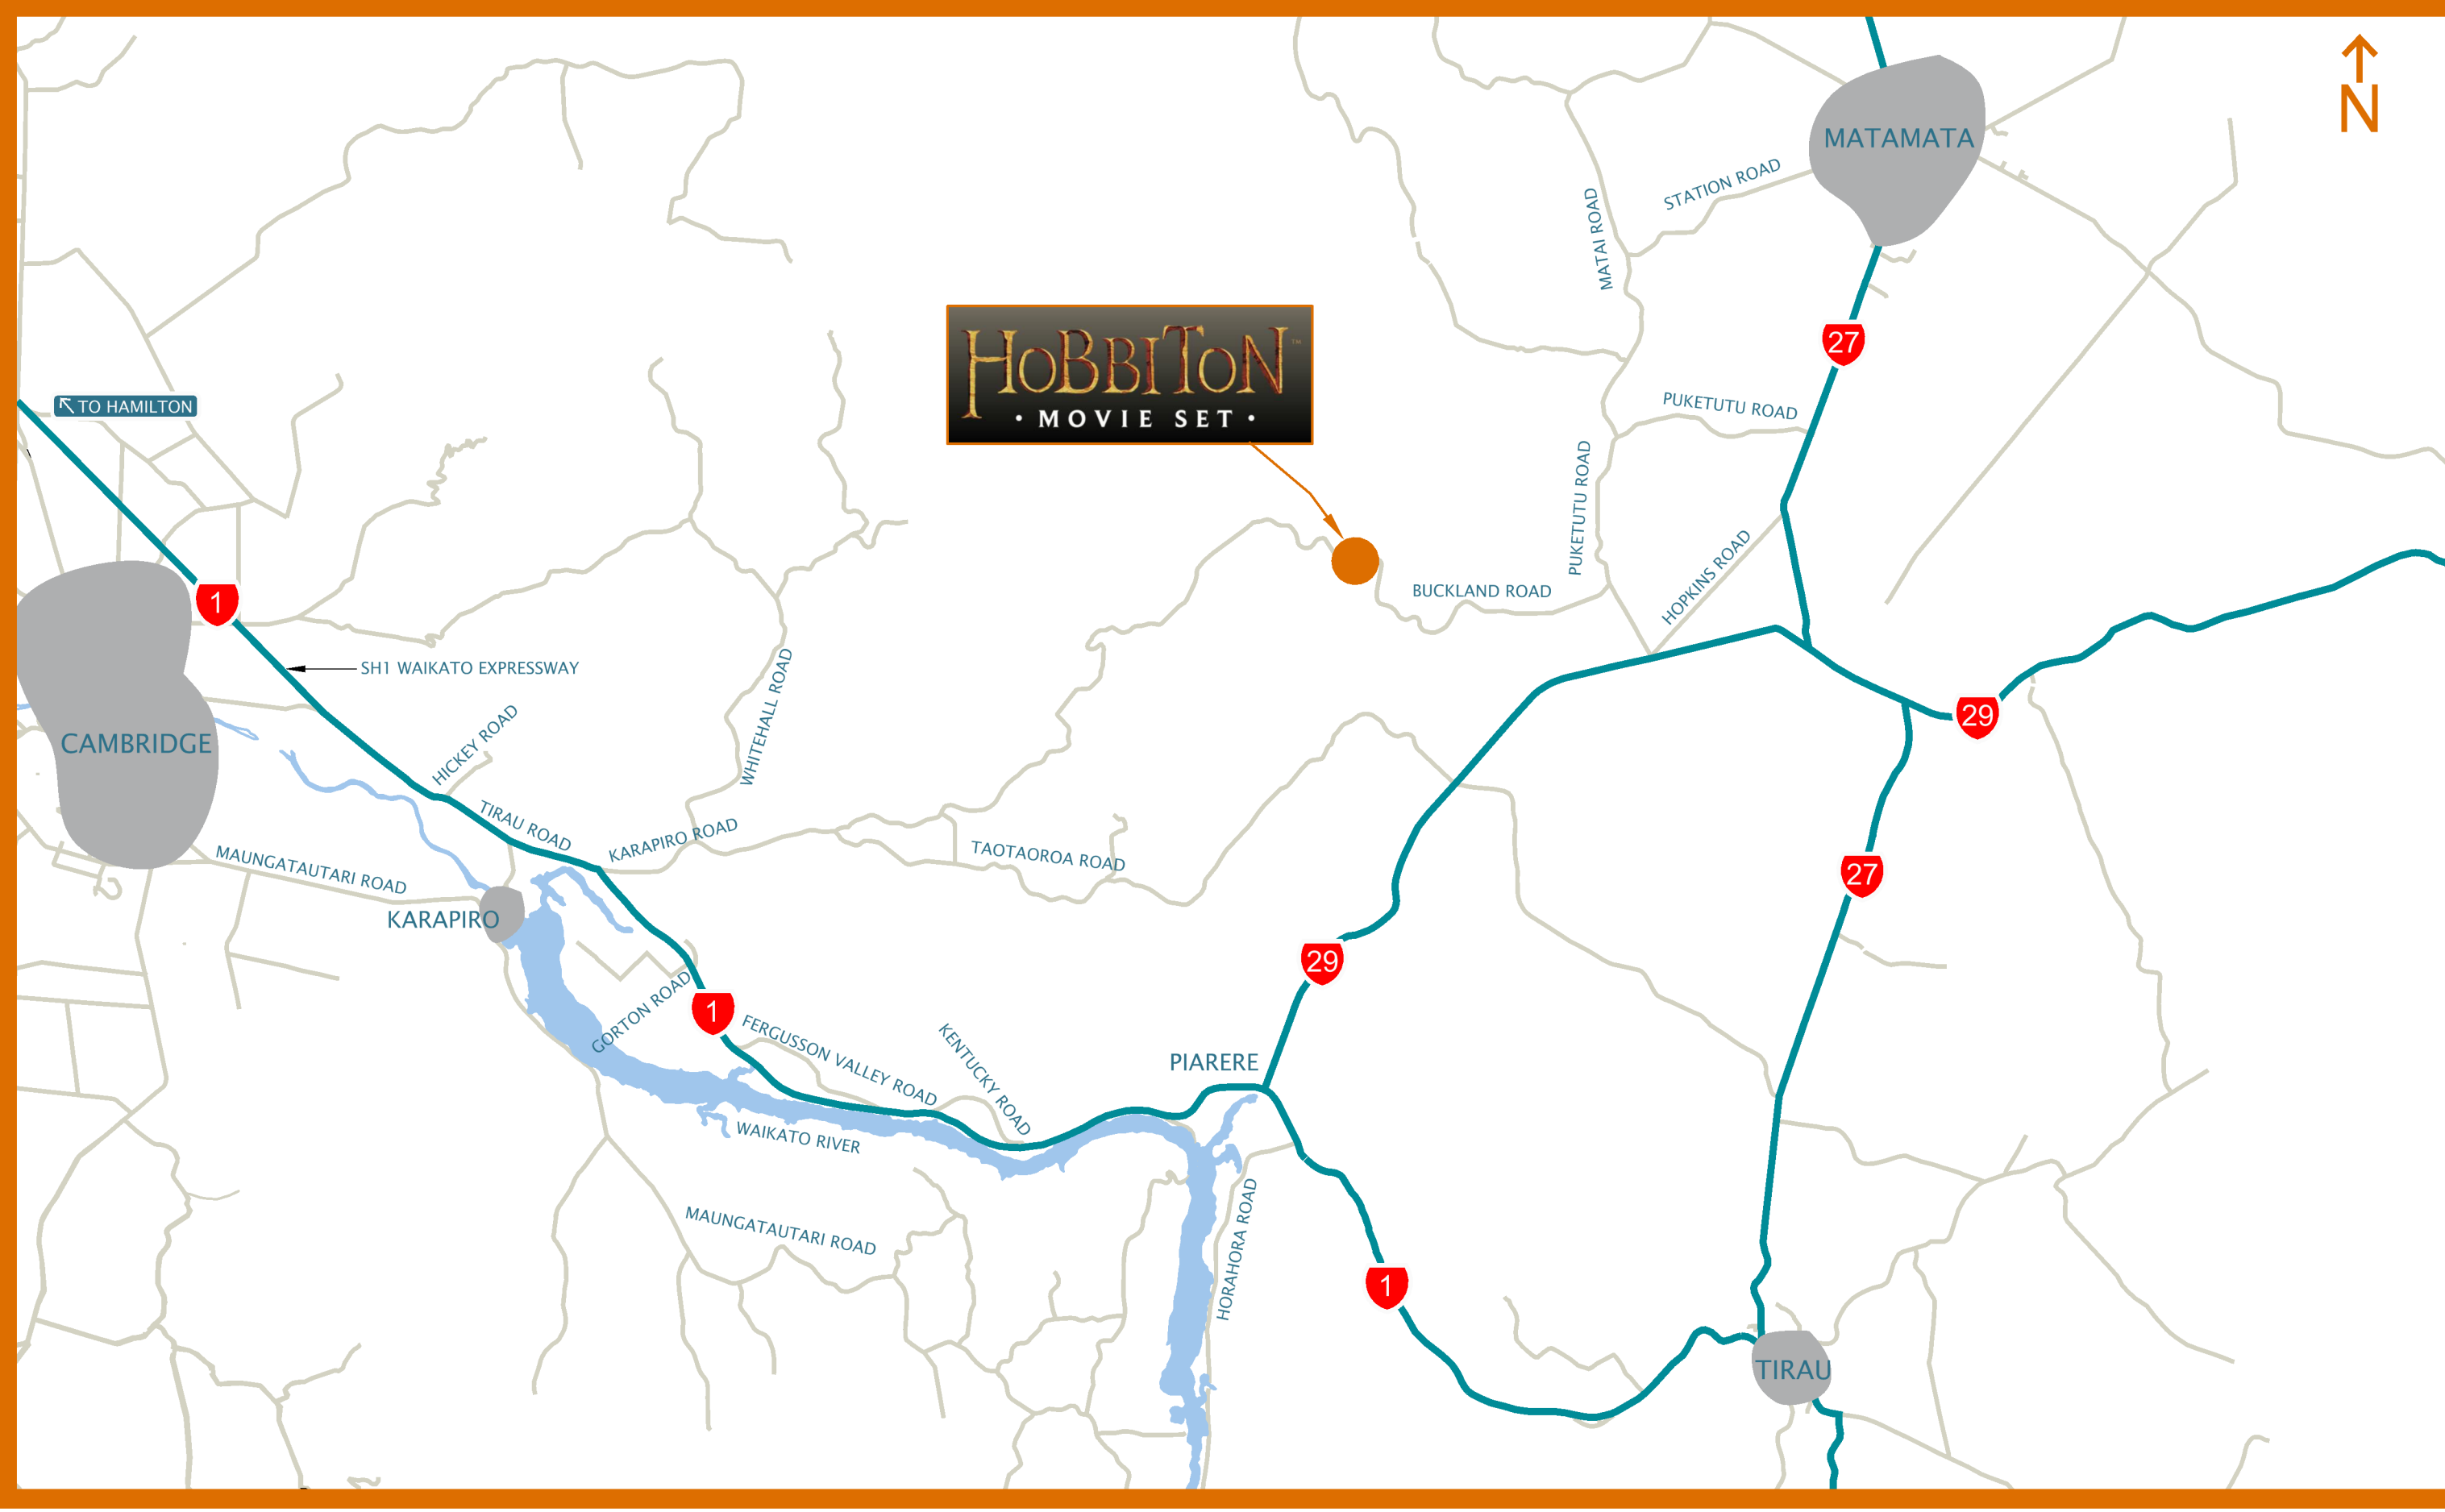 N
MATAMATA
STATION ROAD
MATAI ROAD
27
HOBBITON™
· MOVIE SET ·
PUKETUTU ROAD
TO HAMILTON
PUKETUTU ROAD
HOPKINS ROAD
BUCKLAND ROAD
1
SH1 WAIKATO EXPRESSWAY
WHITEHALL ROAD
HICKEY ROAD
29
CAMBRIDGE
TIRAU ROAD
KARAPIRO ROAD
TAOTAOROA ROAD
MAUNGATAUTARI ROAD
27
KARAPIRO
29
GORTON ROAD
1
FERGUSSON VALLEY ROAD
KENTUCKY ROAD
PIARERE
WAIKATO RIVER
MAUNGATAUTARI ROAD
HORAHORA ROAD
1
TIRAU